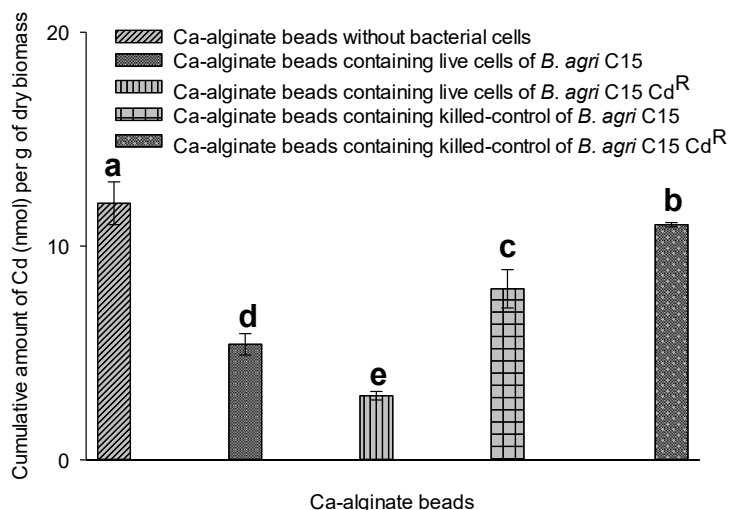 20
Ca-alginate beads without bacterial cells
Ca-alginate beads containing live cells of B. agri C15
Ca-alginate beads containing live cells of B. agri C15 Cd^R
Ca-alginate beads containing killed-control of B. agri C15
Ca-alginate beads containing killed-control of B. agri C15 Cd^R
Cumulative amount of Cd (nmol) per g of dry biomass
a
b
c
10
d
e
0
Ca-alginate beads